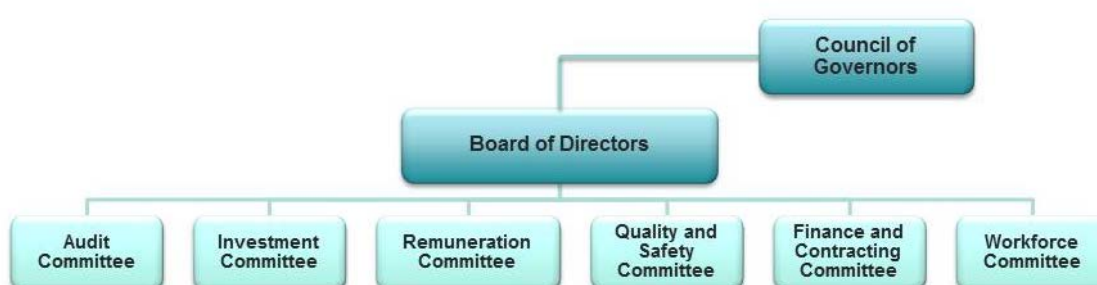 Council of
Governors
Board of Directors
Audit
Committee
Investment
Committee
Remuneration
Committee
Quality and
Safety
Committee
Finance and
Contracting
Committee
Workforce
Committee